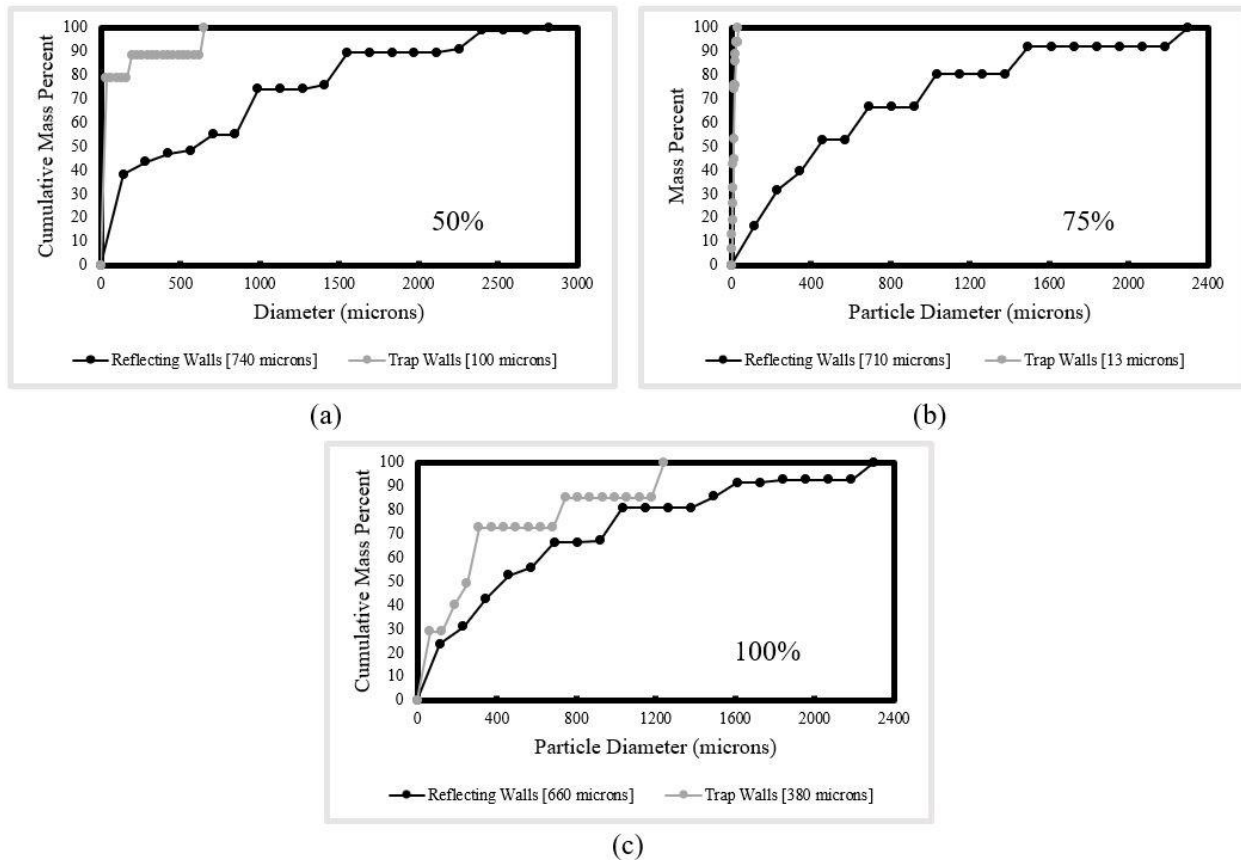 100
90
80
70
60
50
40
30
20
10
0
Cumulative Mass Percent
50%
0 500 1000 1500 2000 2500 3000
Diameter (microns)
Reflecting Walls [740 microns] Trap Walls [100 microns]
(a)
100
90
80
70
60
50
40
30
20
10
0
Mass Percent
75%
0 400 800 1200 1600 2000 2400
Particle Diameter (microns)
Reflecting Walls [710 microns] Trap Walls [13 microns]
(b)
100
90
80
70
60
50
40
30
20
10
0
Cumulative Mass Percent
100%
0 400 800 1200 1600 2000 2400
Particle Diameter (microns)
Reflecting Walls [660 microns] Trap Walls [380 microns]
(c)